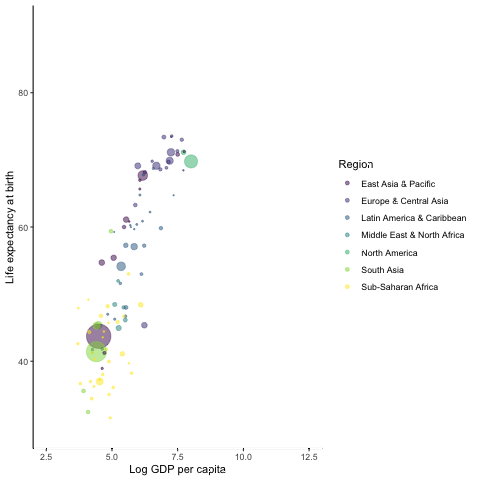 80
60
40
Life expectancy at birth
2.5 5.0 7.5 10.0 12.5
Log GDP per capita
Region
East Asia & Pacific
Europe & Central Asia
Latin America & Caribbean
Middle East & North Africa
North America
South Asia
Sub-Saharan Africa